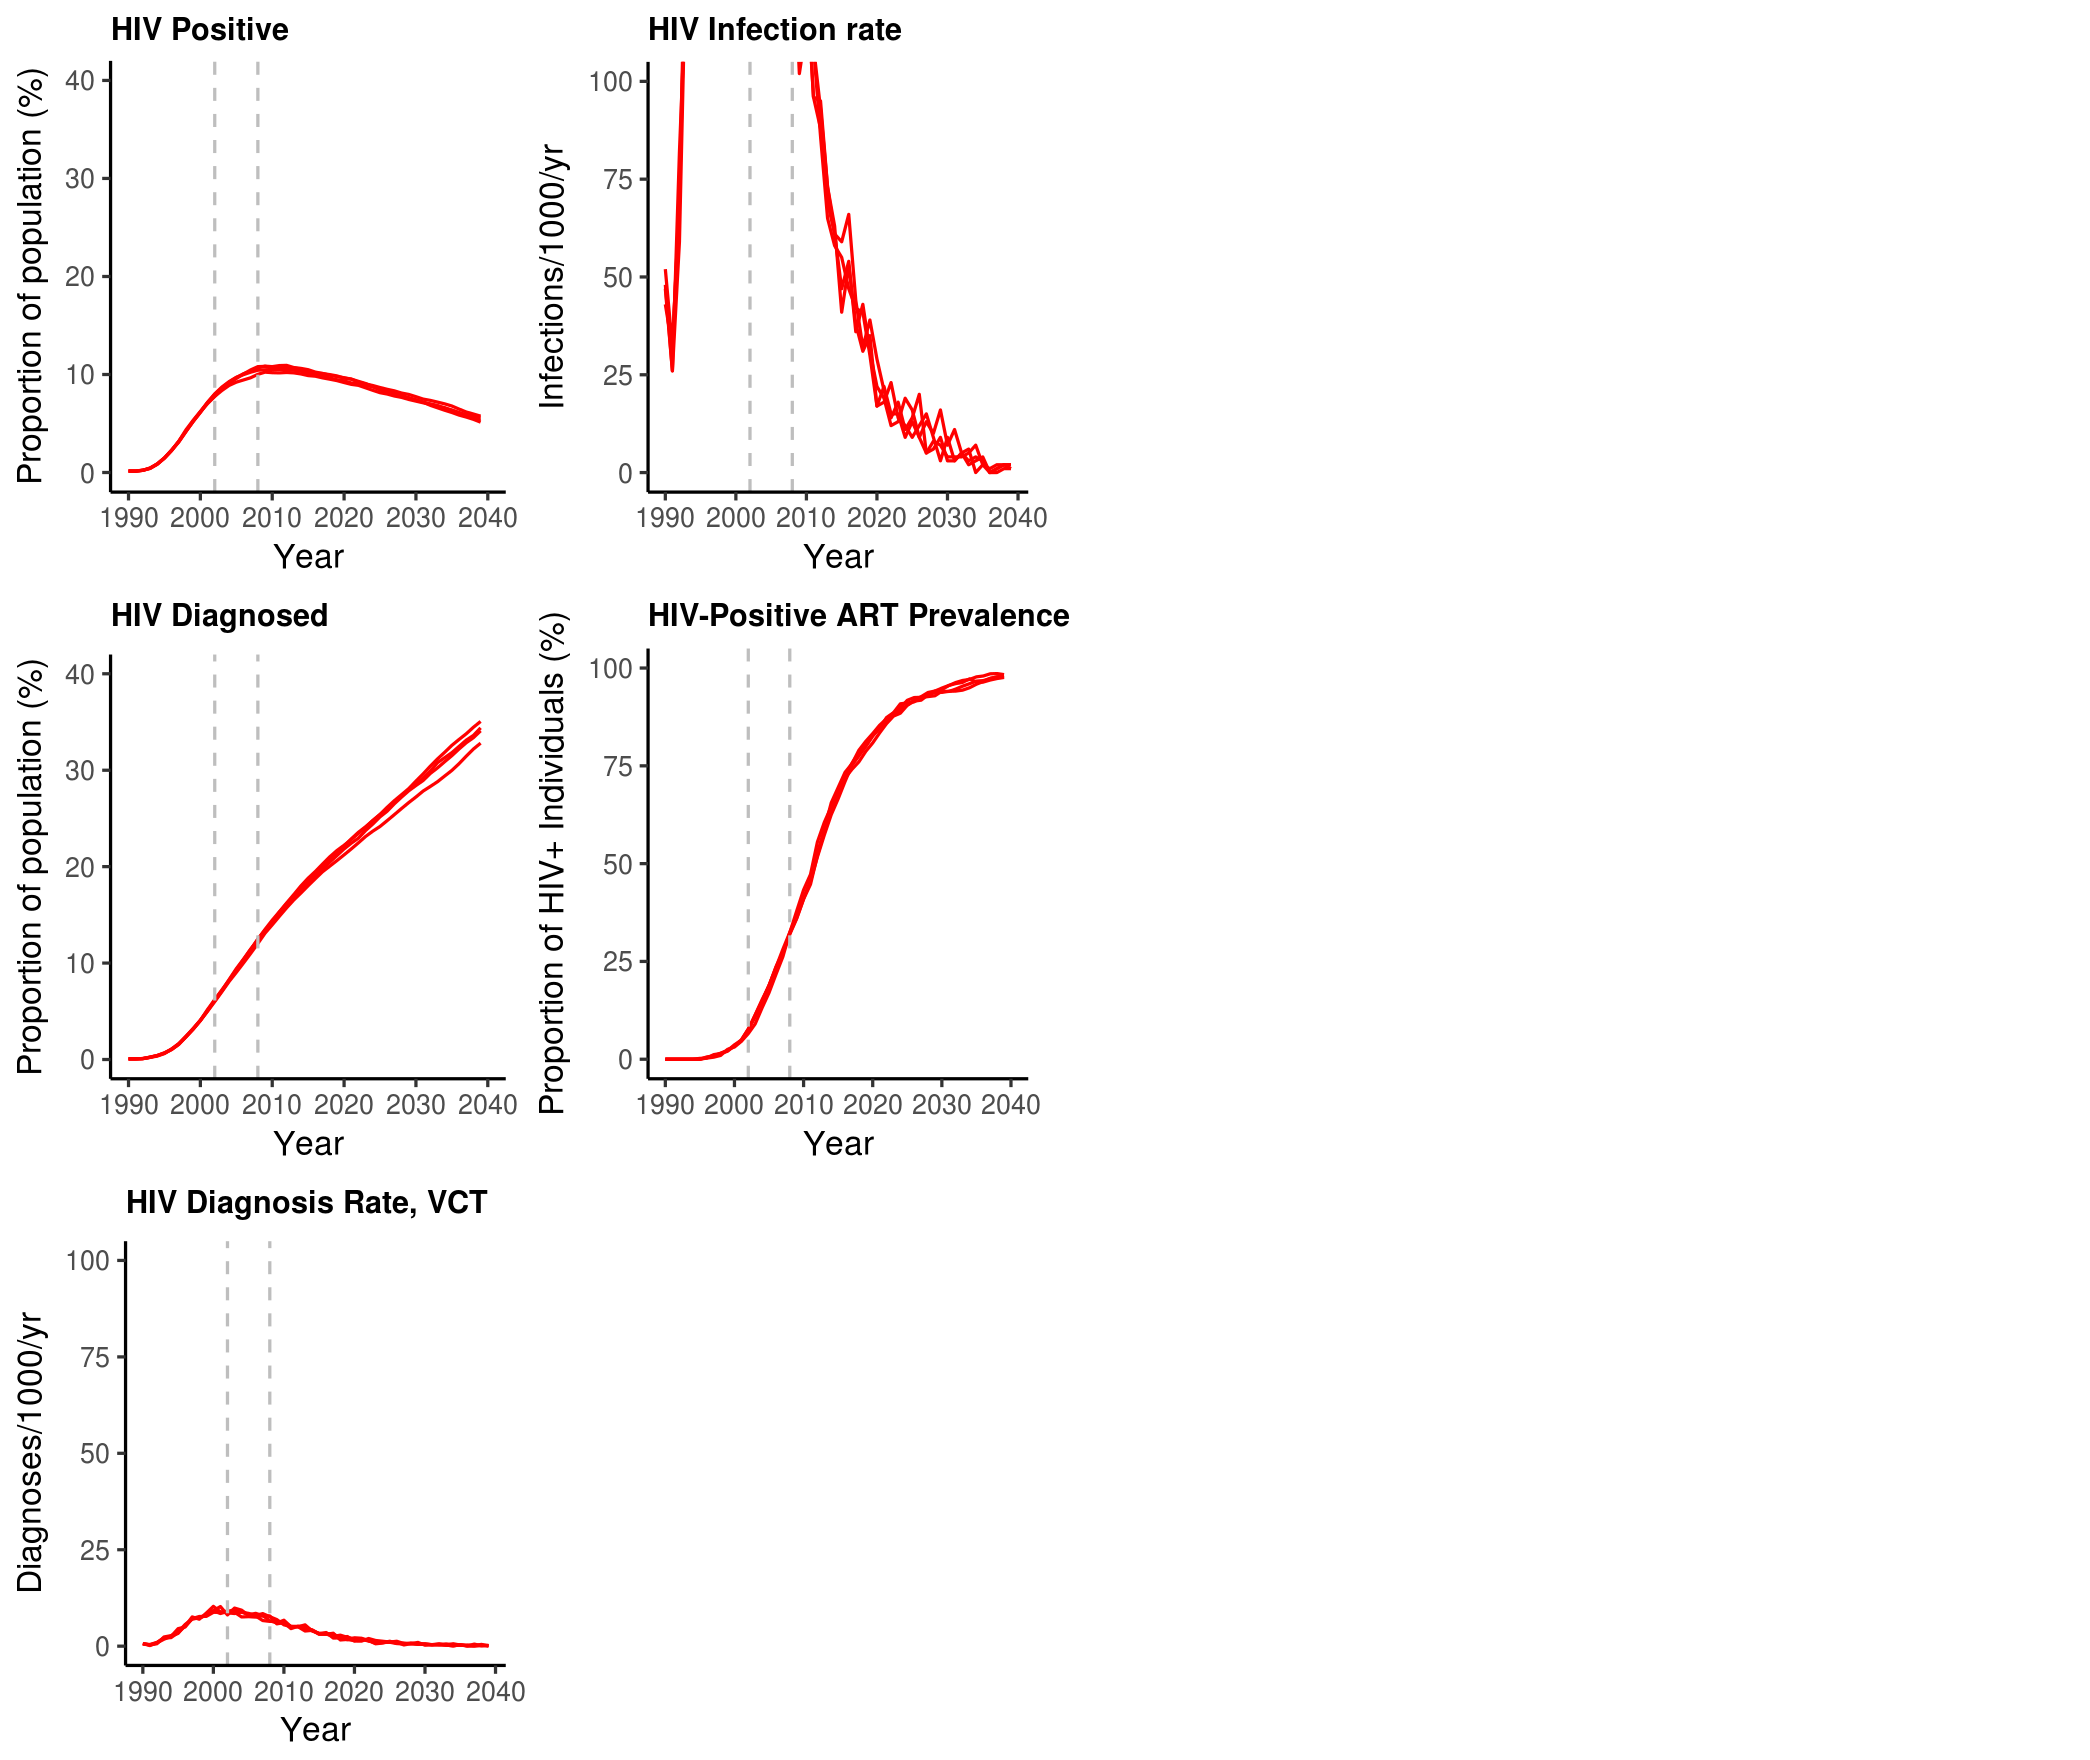 HIV Positive
Proportion of population (%)
40
30
20
10
0
1990 2000 2010 2020 2030 2040
Year
HIV Infection rate
Infections/1000/yr
100
75
50
25
0
1990 2000 2010 2020 2030 2040
Year
HIV Diagnosed
Proportion of population (%)
40
30
20
10
0
1990 2000 2010 2020 2030 2040
Year
HIV-Positive ART Prevalence
Proportion of HIV+ Individuals (%)
100
75
50
25
0
1990 2000 2010 2020 2030 2040
Year
HIV Diagnosis Rate, VCT
Diagnoses/1000/yr
100
75
50
25
0
1990 2000 2010 2020 2030 2040
Year